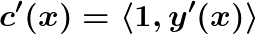 c′(x) = ⟨1, y′(x)⟩